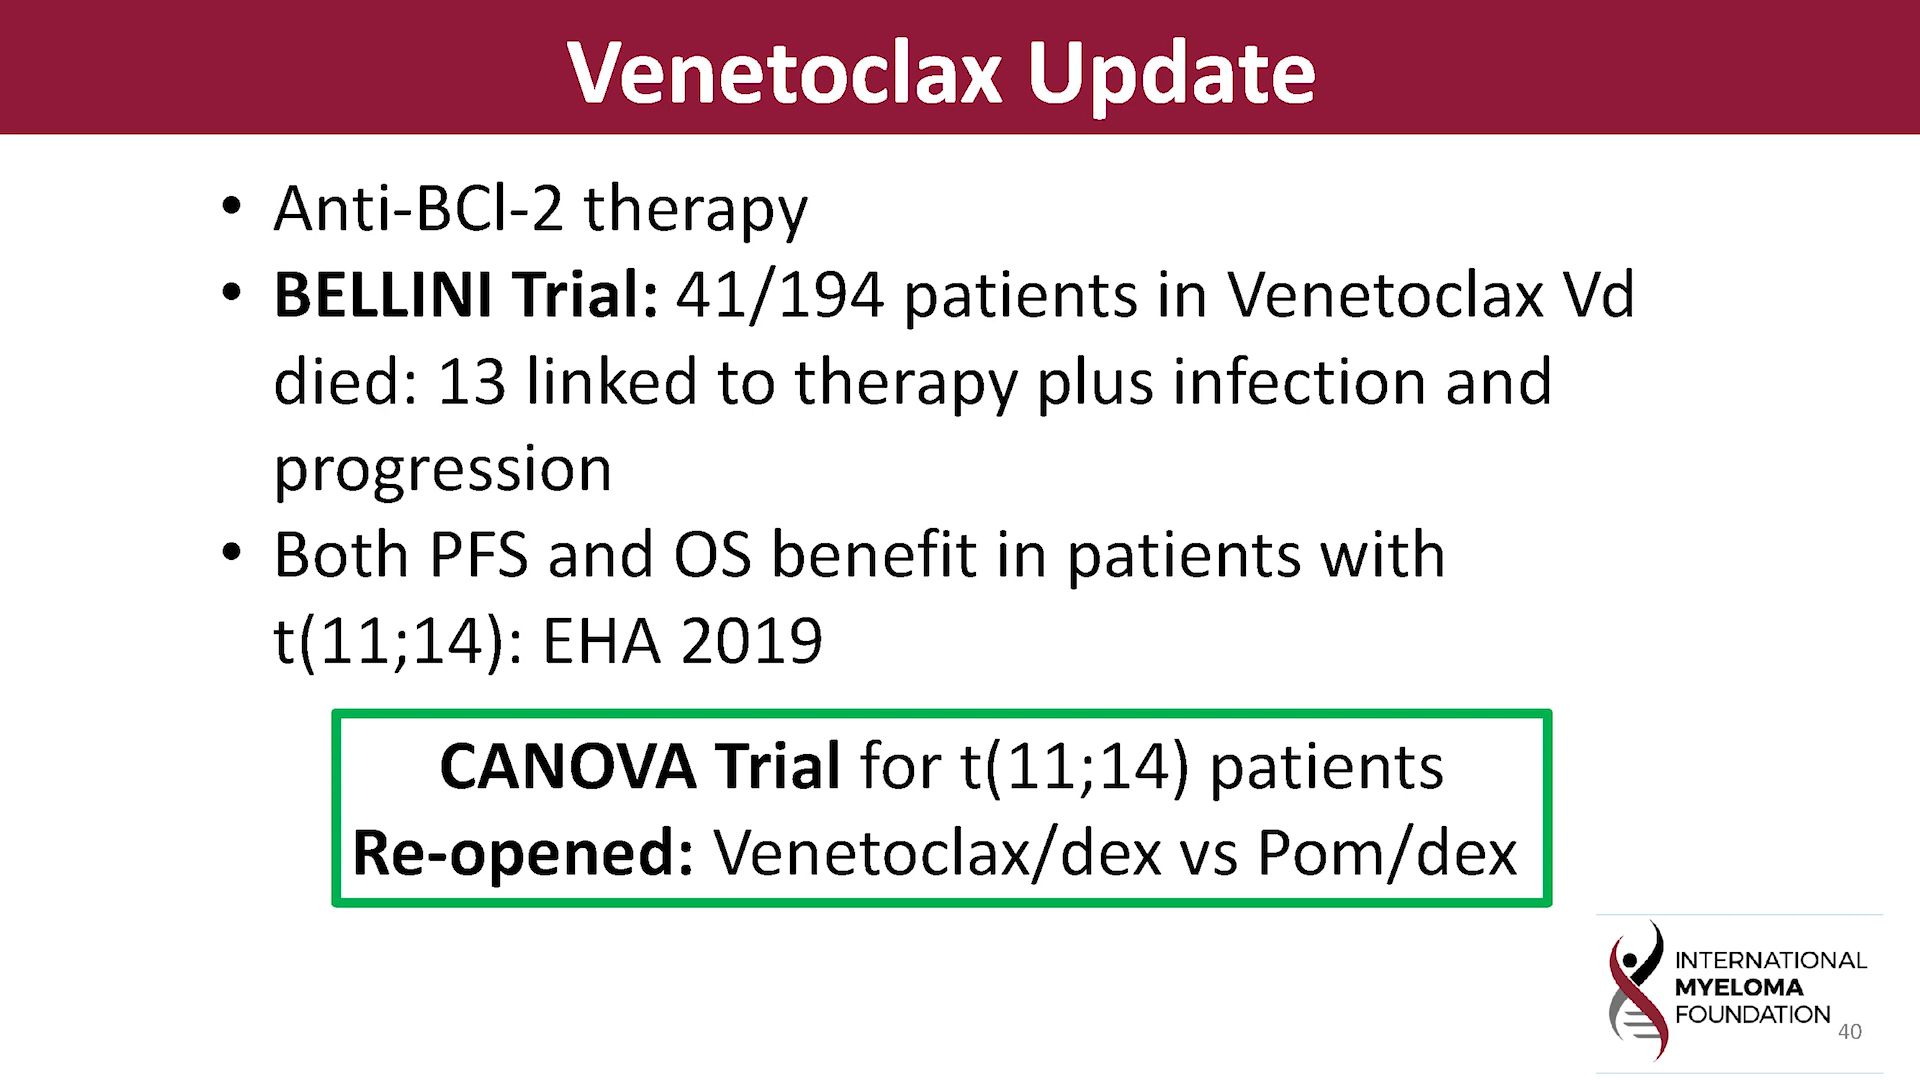 Venetoclax Update
• Anti-BCl-2 therapy
• BELLINI Trial: 41/194 patients in Venetoclax Vd
died: 13 linked to therapy plus infection and
progression
• Both PFS and OS benefit in patients with
t(11;14): EHA 2019
CANOVA Trial for t(11;14) patients
Re-opened: Venetoclax/dex vs Pom/dex
INTERNATIONAL
MYELOMA
FOUNDATION
40